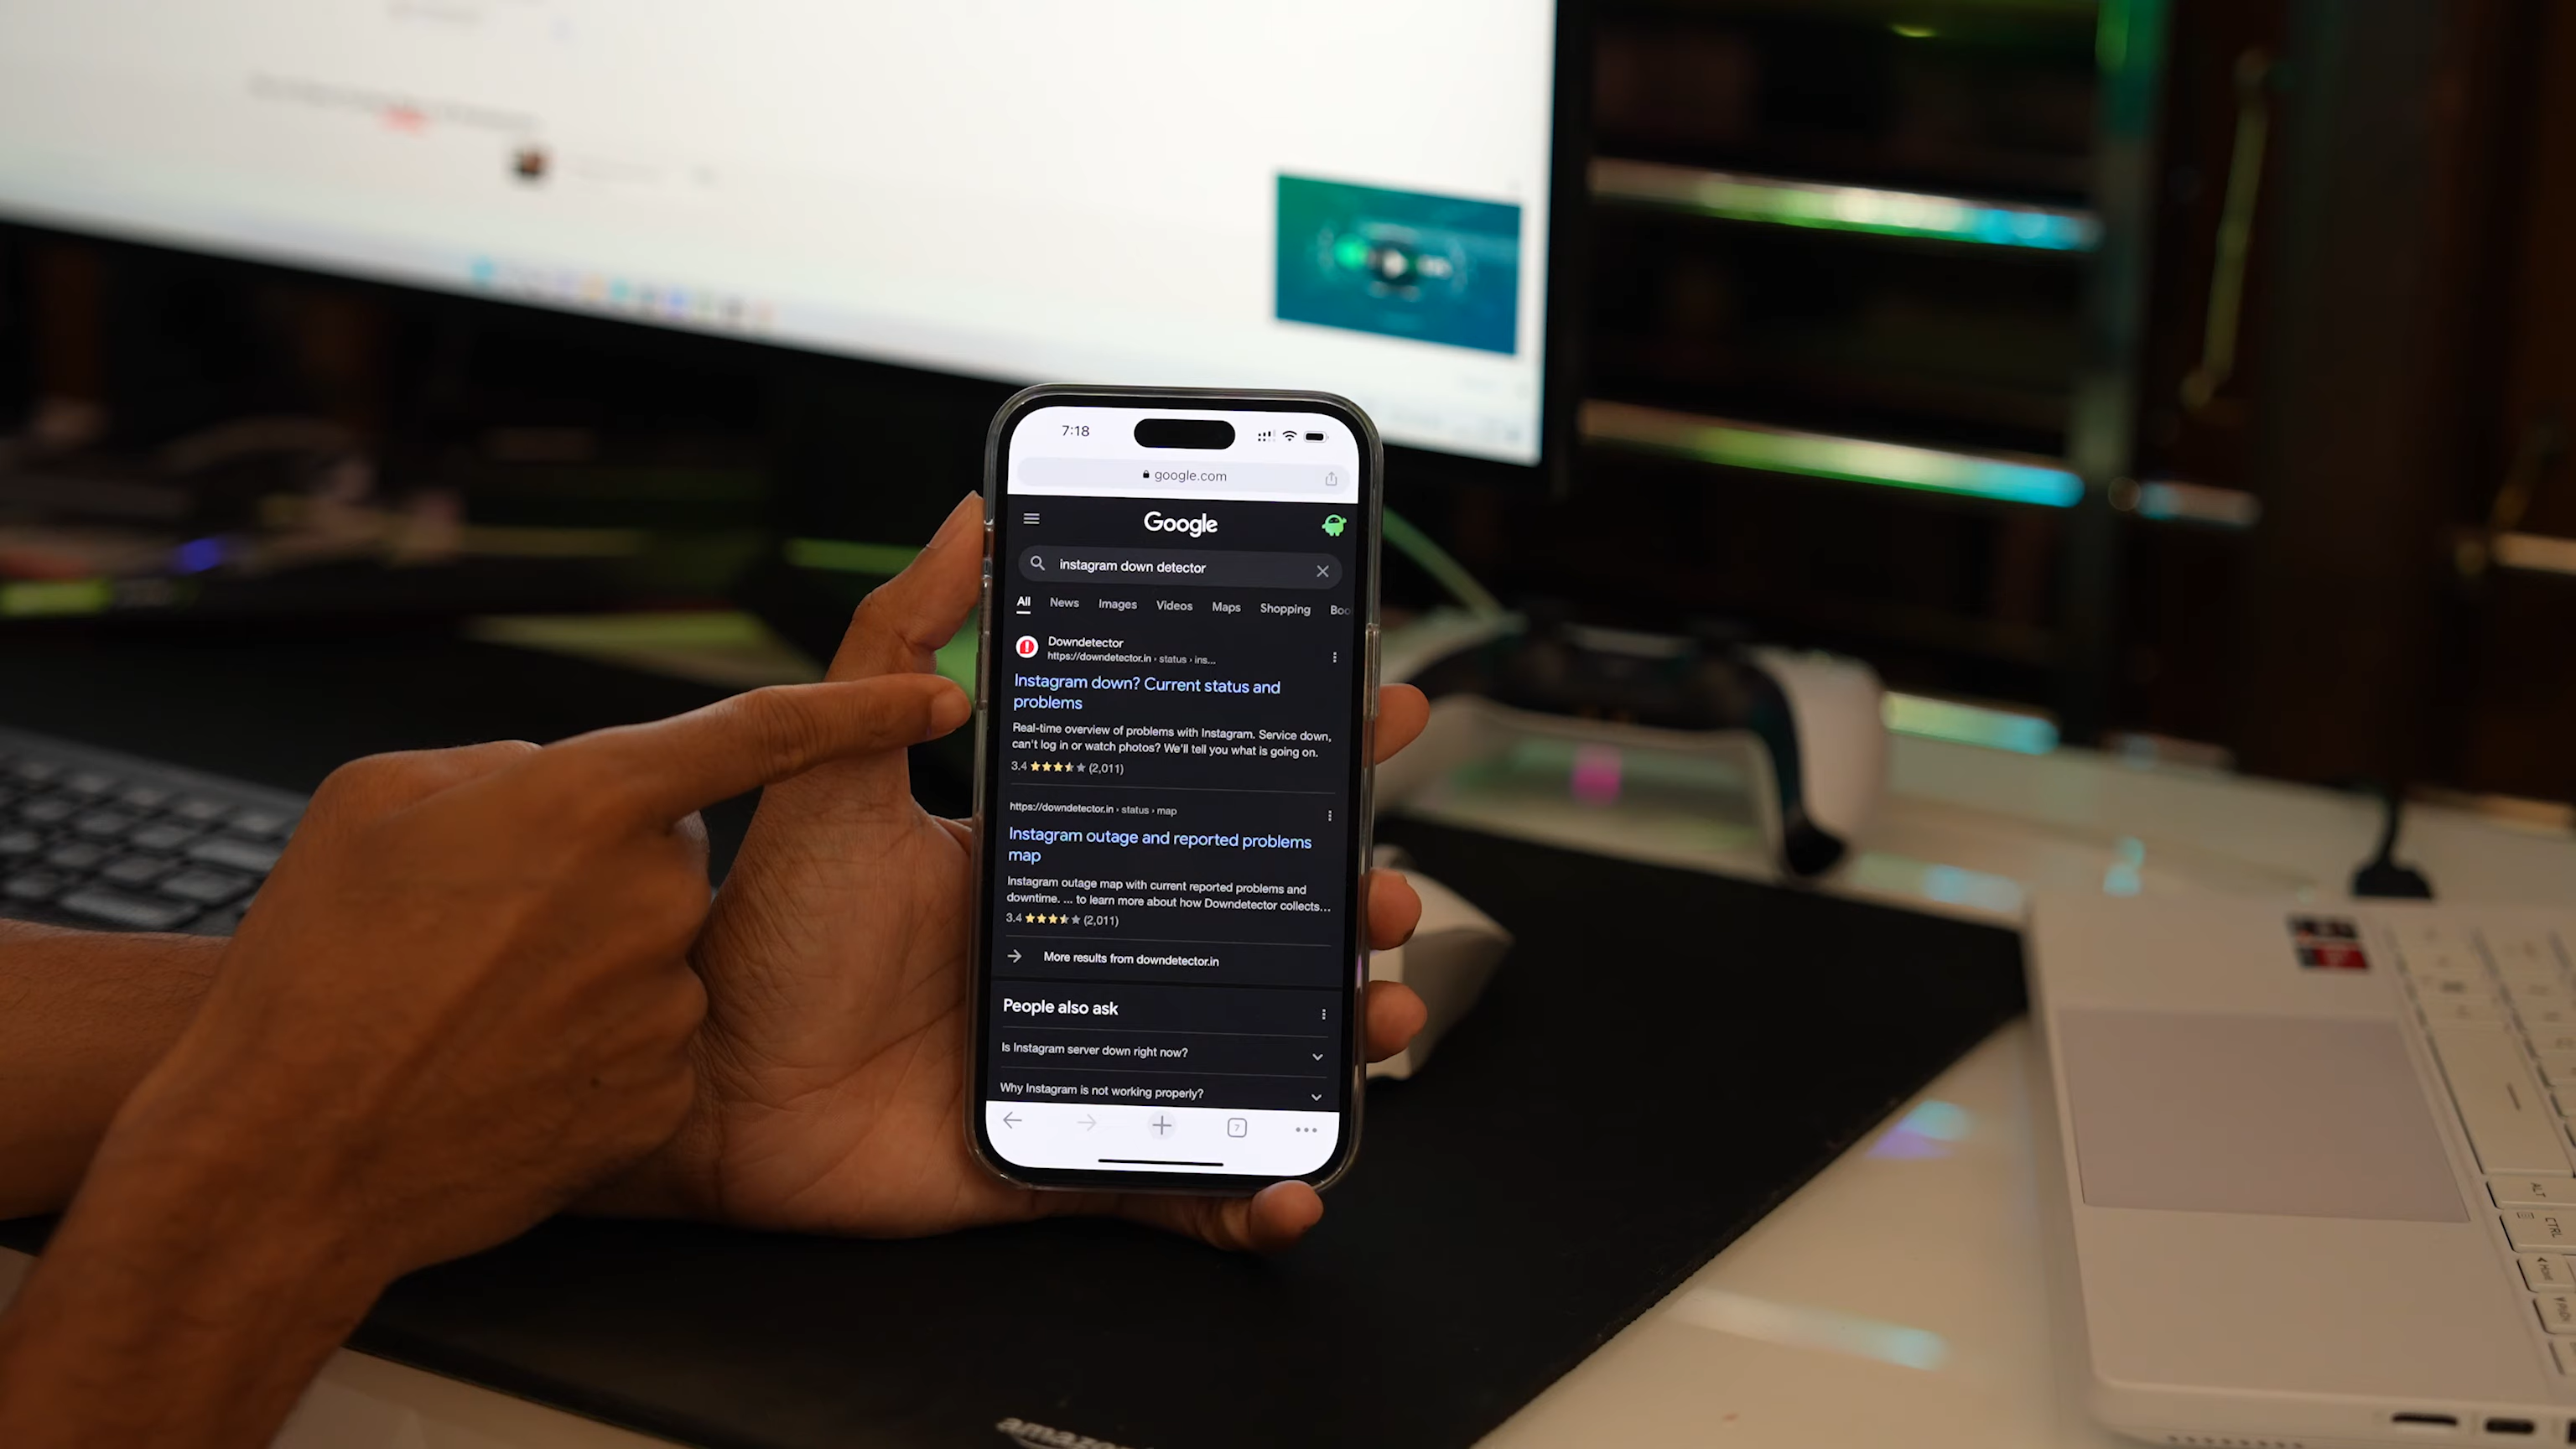 7:18
google.com
Google
instagram down detector
All News Images Videos Maps Shopping Boo
Downdetector
https://downdetector.in › status › ins...
Instagram down? Current status and
problems
Real-time overview of problems with Instagram. Service down,
can't log in or watch photos? We'll tell you what is going on.
3.4 (2,011)
https://downdetector.in › status › map
Instagram outage and reported problems
map
Instagram outage map with current reported problems and
downtime. ... to learn more about how Downdetector collects...
3.4 (2,011)
More results from downdetector.in
People also ask
Is Instagram server down right now?
Why Instagram is not working properly?
7
amazon
ALT
CTRL